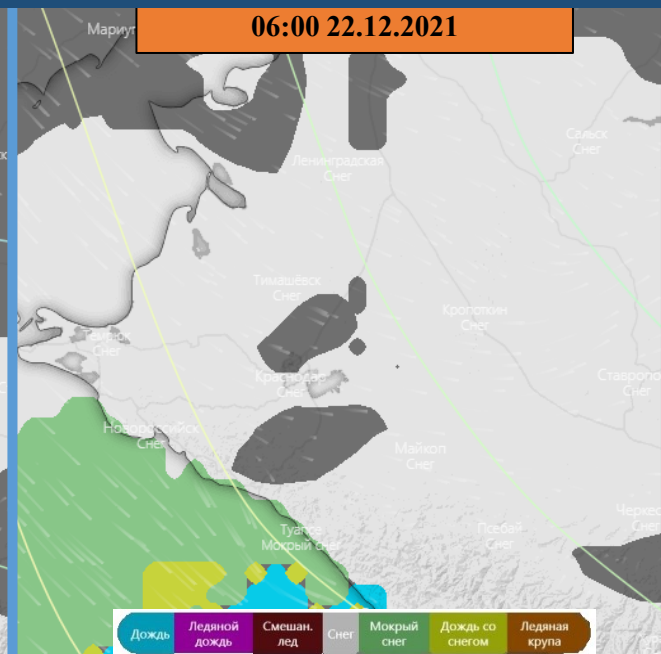 06:00 22.12.2021
Мариуп
Сальск
Снег
Ленинградская
Снег
Тимашёвск
Снег
Кропоткин
Снег
Темрюк
Снег
Краснодар
Снег
Ставропо
Снег
Новороссийск
Снег
Майкоп
Снег
Черкес
Снег
Туапсе
Мокрый снег
Псебай
Снег
Дождь
Ледяной
дождь
Смешан.
лед
Снег
Мокрый
снег
Дождь со
снегом
Ледяная
крупа